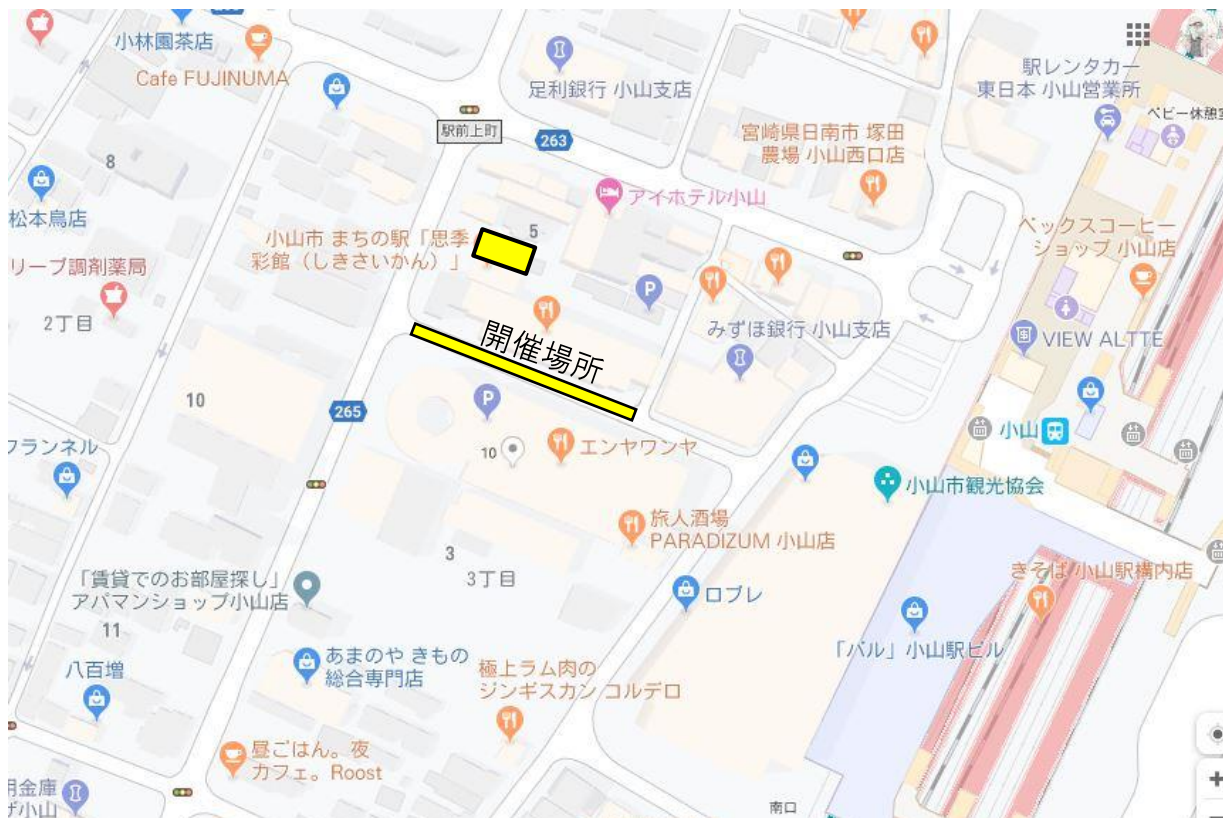 小林園茶店
Cafe FUJINUMA
足利銀行 小山支店
駅レンタカー
東日本 小山営業所
駅前上町
263
宮崎県日南市 塚田
農場 小山西口店
8
松本鳥店
アイホテル小山
小山市 まちの駅「思季
彩館（しきさいかん）」
5
ベックスコーヒー
ショップ 小山店
リーブ調剤薬局
P
2丁目
開催場所
みずほ銀行 小山支店
VIEW ALTTE
10
265
P
フランネル
10
エンヤワンヤ
小山
小山市観光協会
旅人酒場
PARADIZUM 小山店
3
3丁目
きそば 小山駅構内店
「賃貸でのお部屋探し」
アパマンショップ小山店
ロブレ
11
「バル」小山駅ビル
八百増
あまのや きもの
総合専門店
極上ラム肉の
ジンギスカン コルデロ
昼ごはん。夜
カフェ。Roost
南口